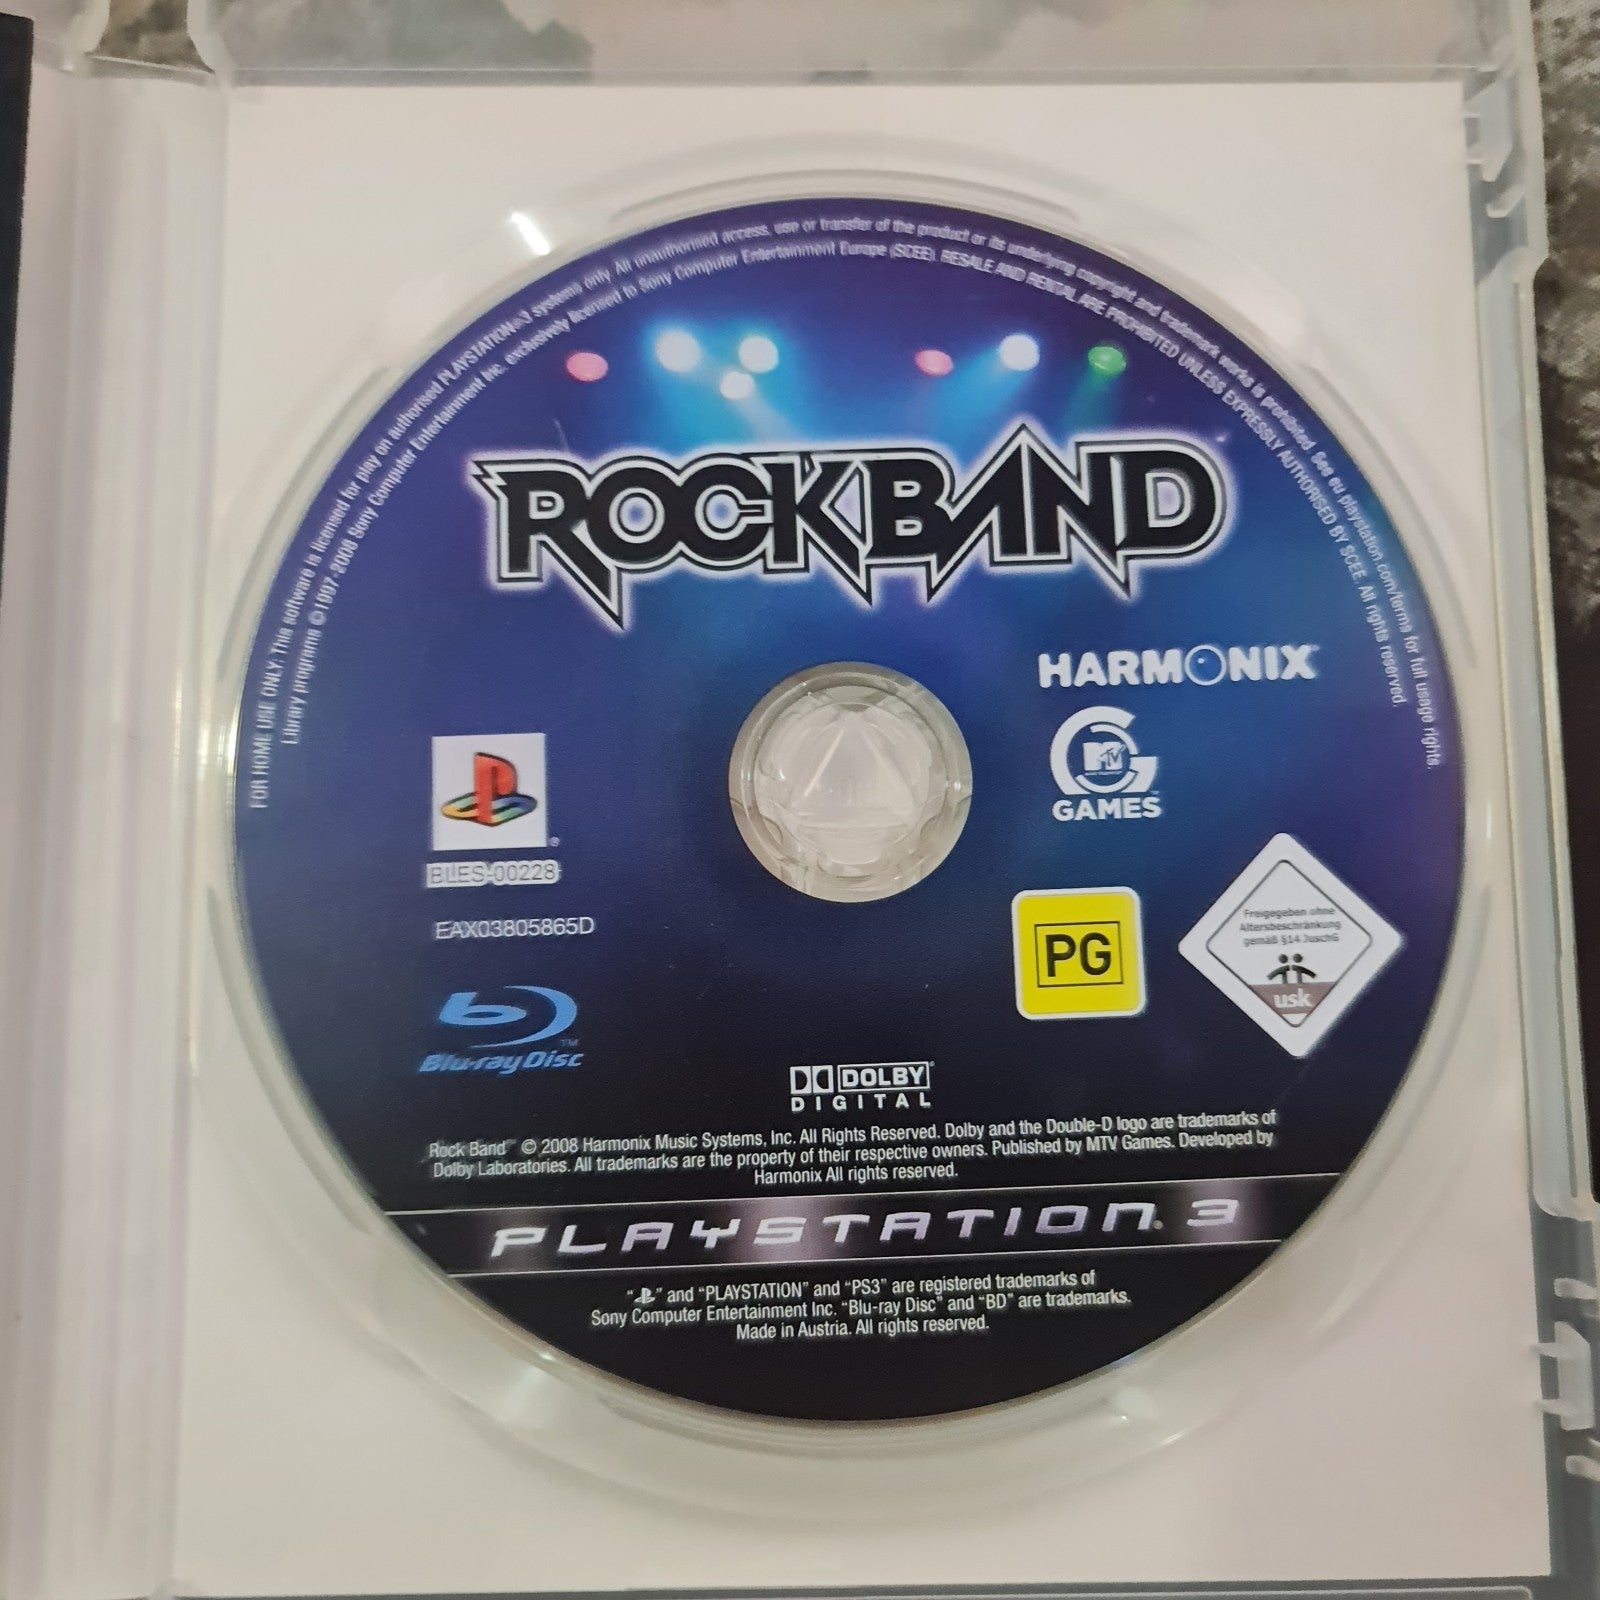 FOR HOME USE ONLY. This software is licensed for play on authorised PLAYSTATION®3 systems only. All unauthorised access, use or transfer of the product or its underlying copyright and trademark works is prohibited. See eu.playstation.com/terms for full usage rights.
Library programs ©1997-2008 Sony Computer Entertainment Inc. exclusively licensed to Sony Computer Entertainment Europe (SCEE). RESALE AND RENTAL ARE PROHIBITED UNLESS EXPRESSLY AUTHORISED BY SCEE. All rights reserved.
ROCKBAND
HARMONIX
MTV
GAMES
BLES-00228
EAX03805865D
PG
Freigegeben ohne
Altersbeschränkung
gemäß §14 JuschG
usk
Blu-ray Disc™
DOLBY
DIGITAL
Rock Band™ © 2008 Harmonix Music Systems, Inc. All Rights Reserved. Dolby and the Double-D logo are trademarks of
Dolby Laboratories. All trademarks are the property of their respective owners. Published by MTV Games. Developed by
Harmonix All rights reserved.
PLAYSTATION®3
" " and "PLAYSTATION" and "PS3" are registered trademarks of
Sony Computer Entertainment Inc. "Blu-ray Disc" and "BD" are trademarks.
Made in Austria. All rights reserved.